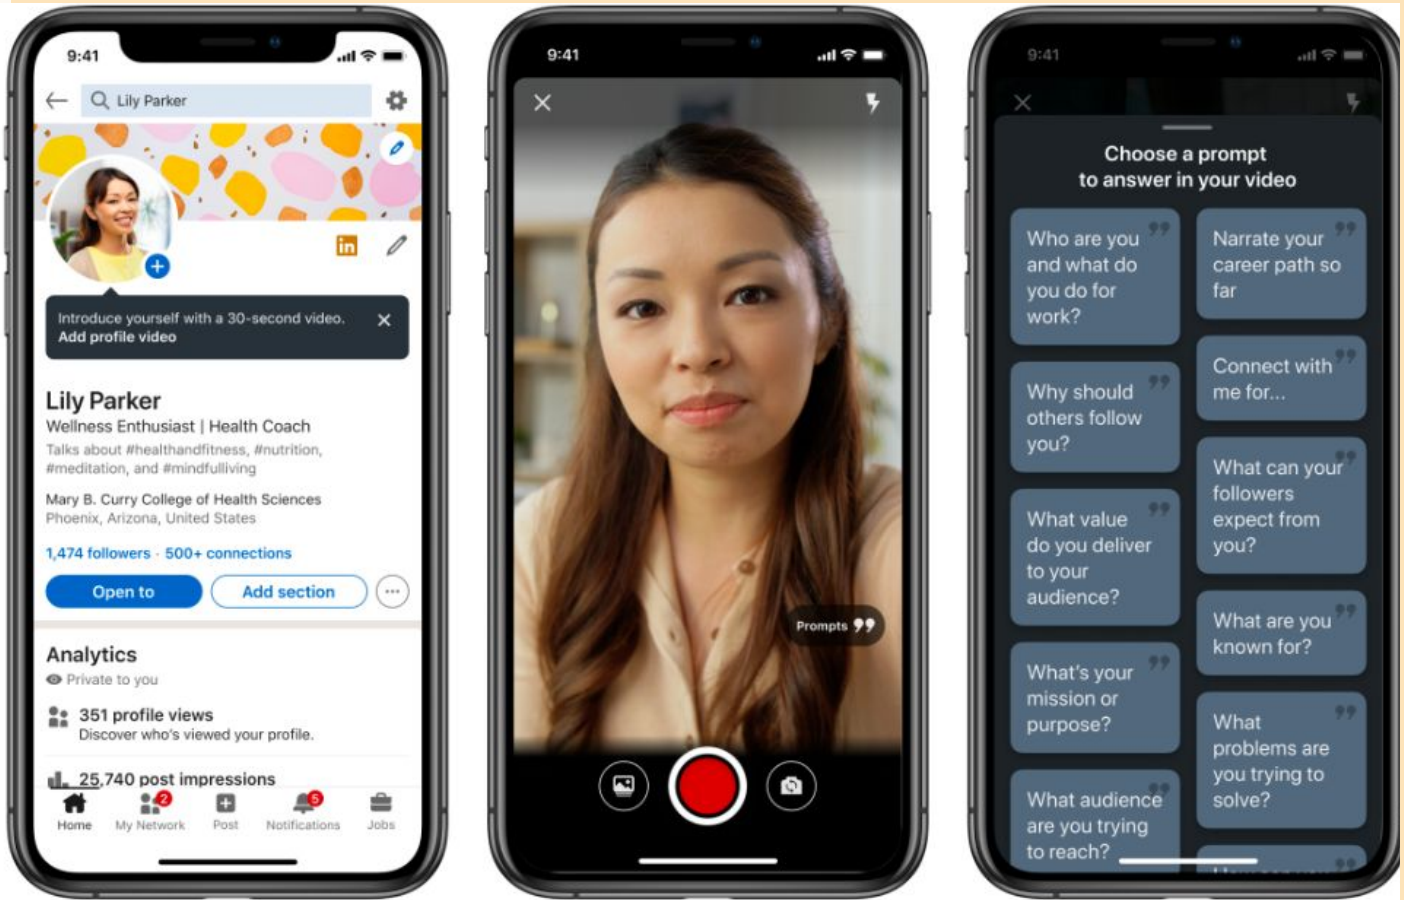 9:41
Lily Parker
in
Introduce yourself with a 30-second video.
Add profile video
Lily Parker
Wellness Enthusiast | Health Coach
Talks about #healthandfitness, #nutrition,
#meditation, and #mindfulliving
Mary B. Curry College of Health Sciences
Phoenix, Arizona, United States
1,474 followers · 500+ connections
Open to
Add section
Analytics
Private to you
351 profile views
Discover who's viewed your profile.
25,740 post impressions
2
5
Home
My Network
Post
Notifications
Jobs
9:41
Prompts
9:41
Choose a prompt
to answer in your video
Who are you
and what do
you do for
work?
Why should
others follow
you?
What value
do you deliver
to your
audience?
What's your
mission or
purpose?
What audience
are you trying
to reach?
Narrate your
career path so
far
Connect with
me for...
What can your
followers
expect from
you?
What are you
known for?
What
problems are
you trying to
solve?